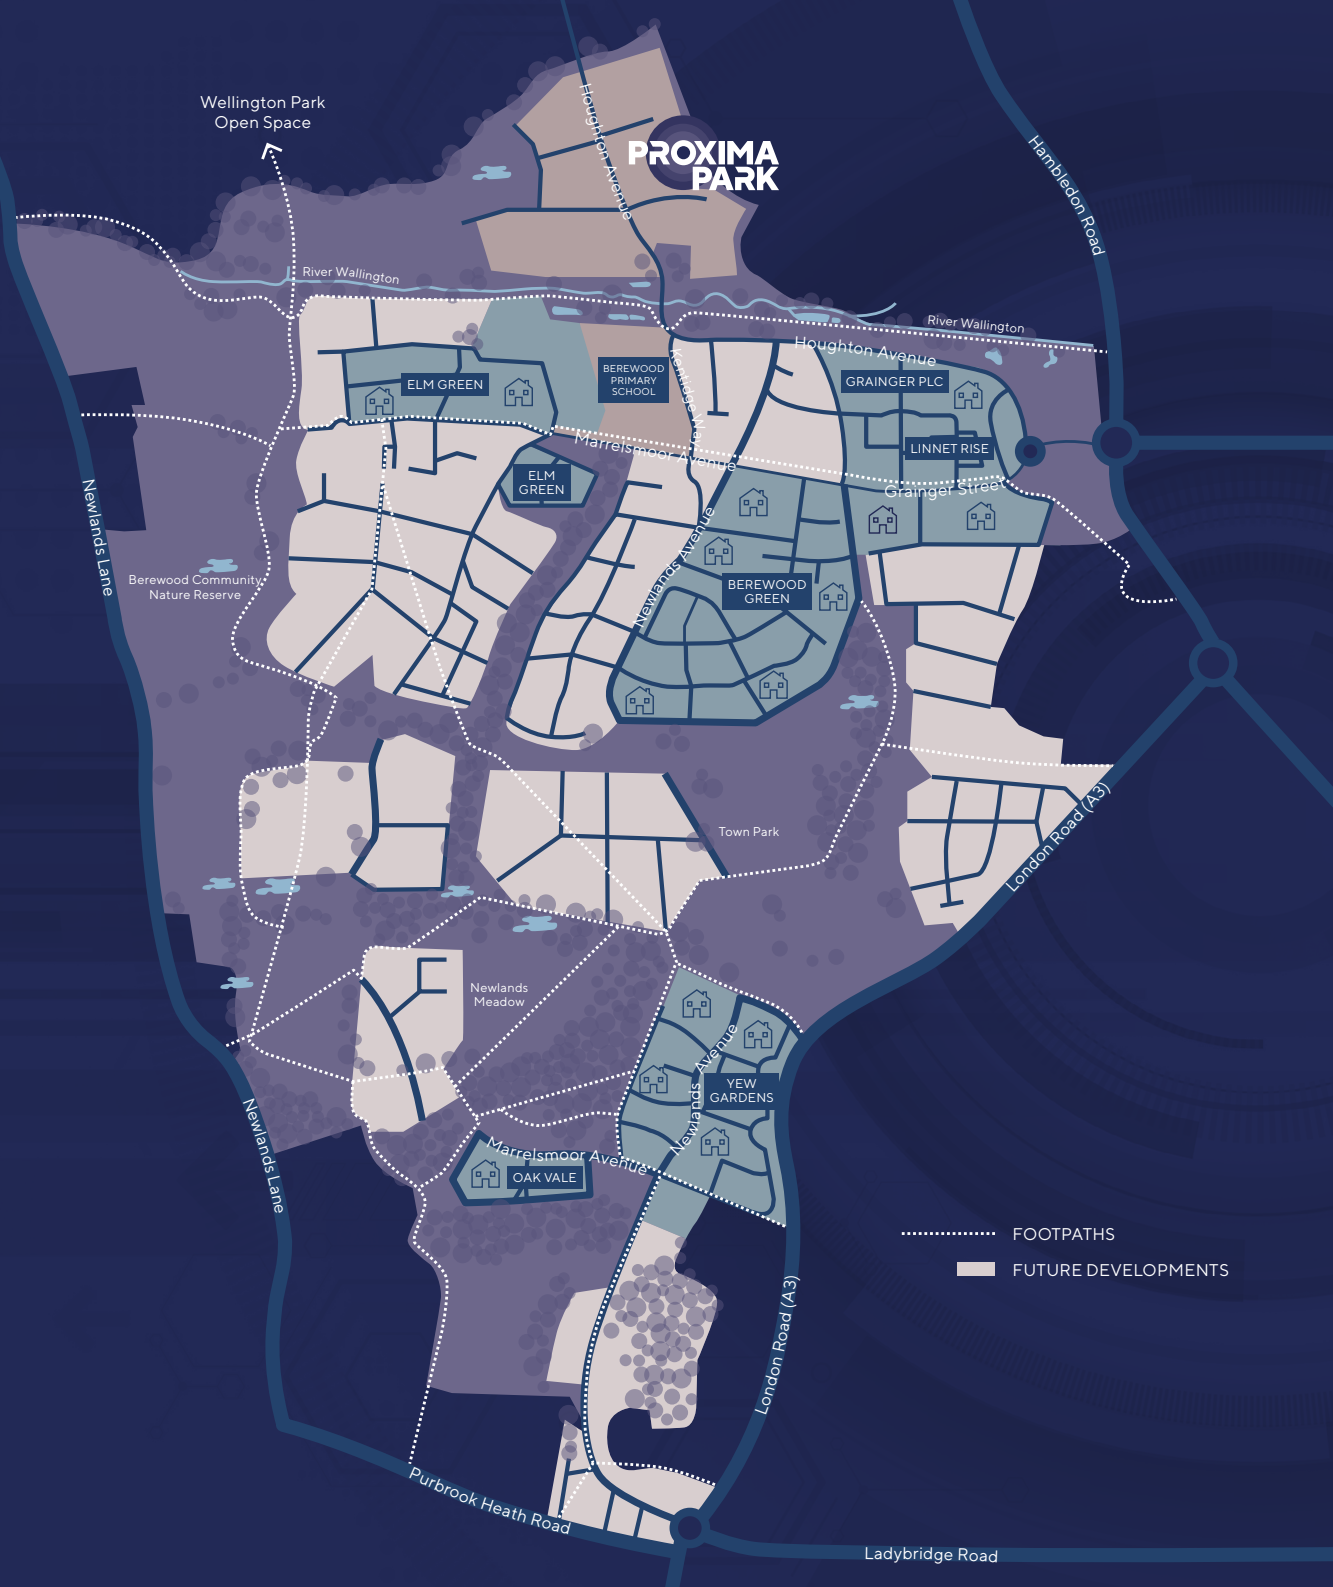 Wellington Park
Open Space
Houghton Avenue
PROXIMA
PARK
Hambledon Road
River Wallington
River Wallington
Houghton Avenue
BEREWOOD
PRIMARY
SCHOOL
ELM GREEN
GRAINGER PLC
Marrelsmoor Avenue
LINNET RISE
ELM
GREEN
Grainger Street
Newlands Lane
Newlands Avenue
Berewood Community
Nature Reserve
BEREWOOD
GREEN
Town Park
London Road (A3)
Newlands
Meadow
Newlands Avenue
YEW
GARDENS
Newlands Lane
Marrelsmoor Avenue
OAK VALE
FOOTPATHS
FUTURE DEVELOPMENTS
London Road (A3)
Purbrook Heath Road
Ladybridge Road